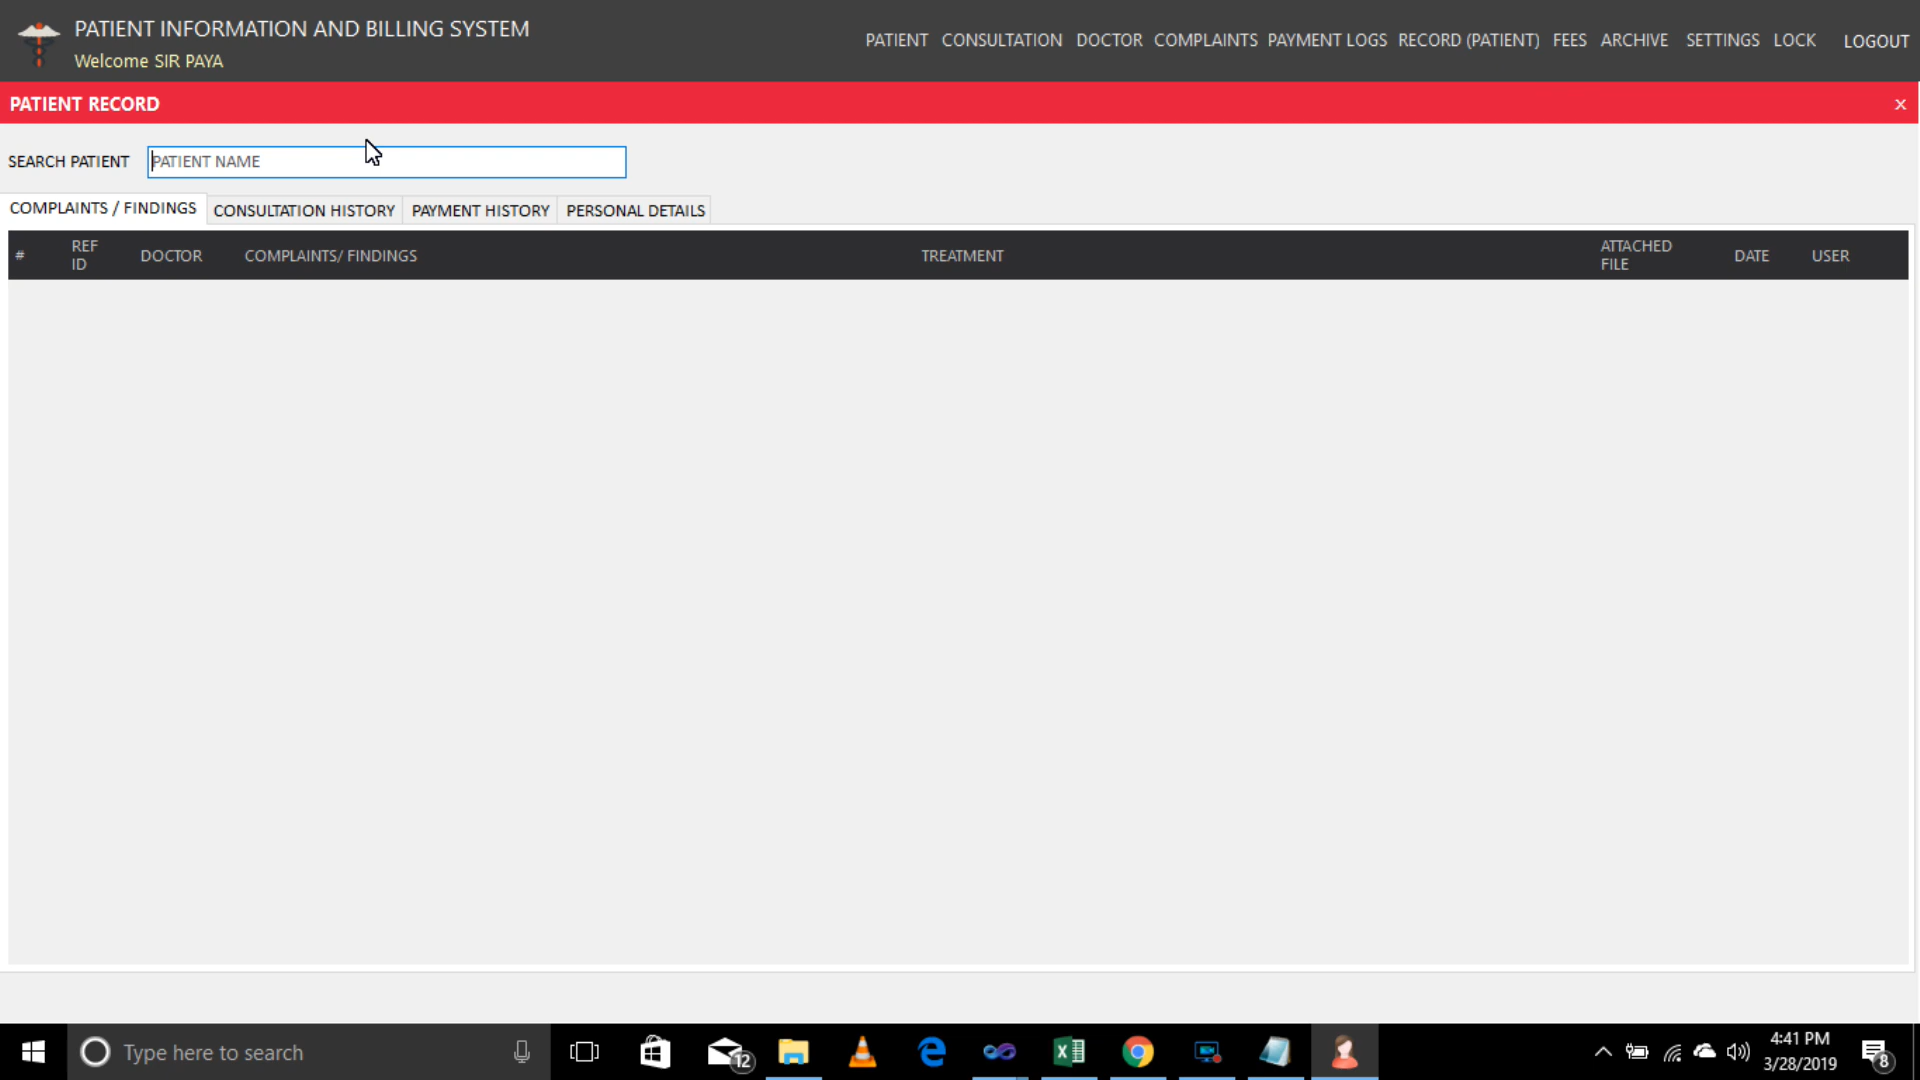 PATIENT INFORMATION AND BILLING SYSTEM
Welcome SIR PAYA
PATIENT CONSULTATION DOCTOR COMPLAINTS PAYMENT LOGS RECORD (PATIENT) FEES ARCHIVE SETTINGS LOCK LOGOUT
PATIENT RECORD x
SEARCH PATIENT PATIENT NAME
COMPLAINTS / FINDINGS CONSULTATION HISTORY PAYMENT HISTORY PERSONAL DETAILS
# REF ID DOCTOR COMPLAINTS/ FINDINGS TREATMENT ATTACHED FILE DATE USER
Type here to search
12
4:41 PM
3/28/2019
8